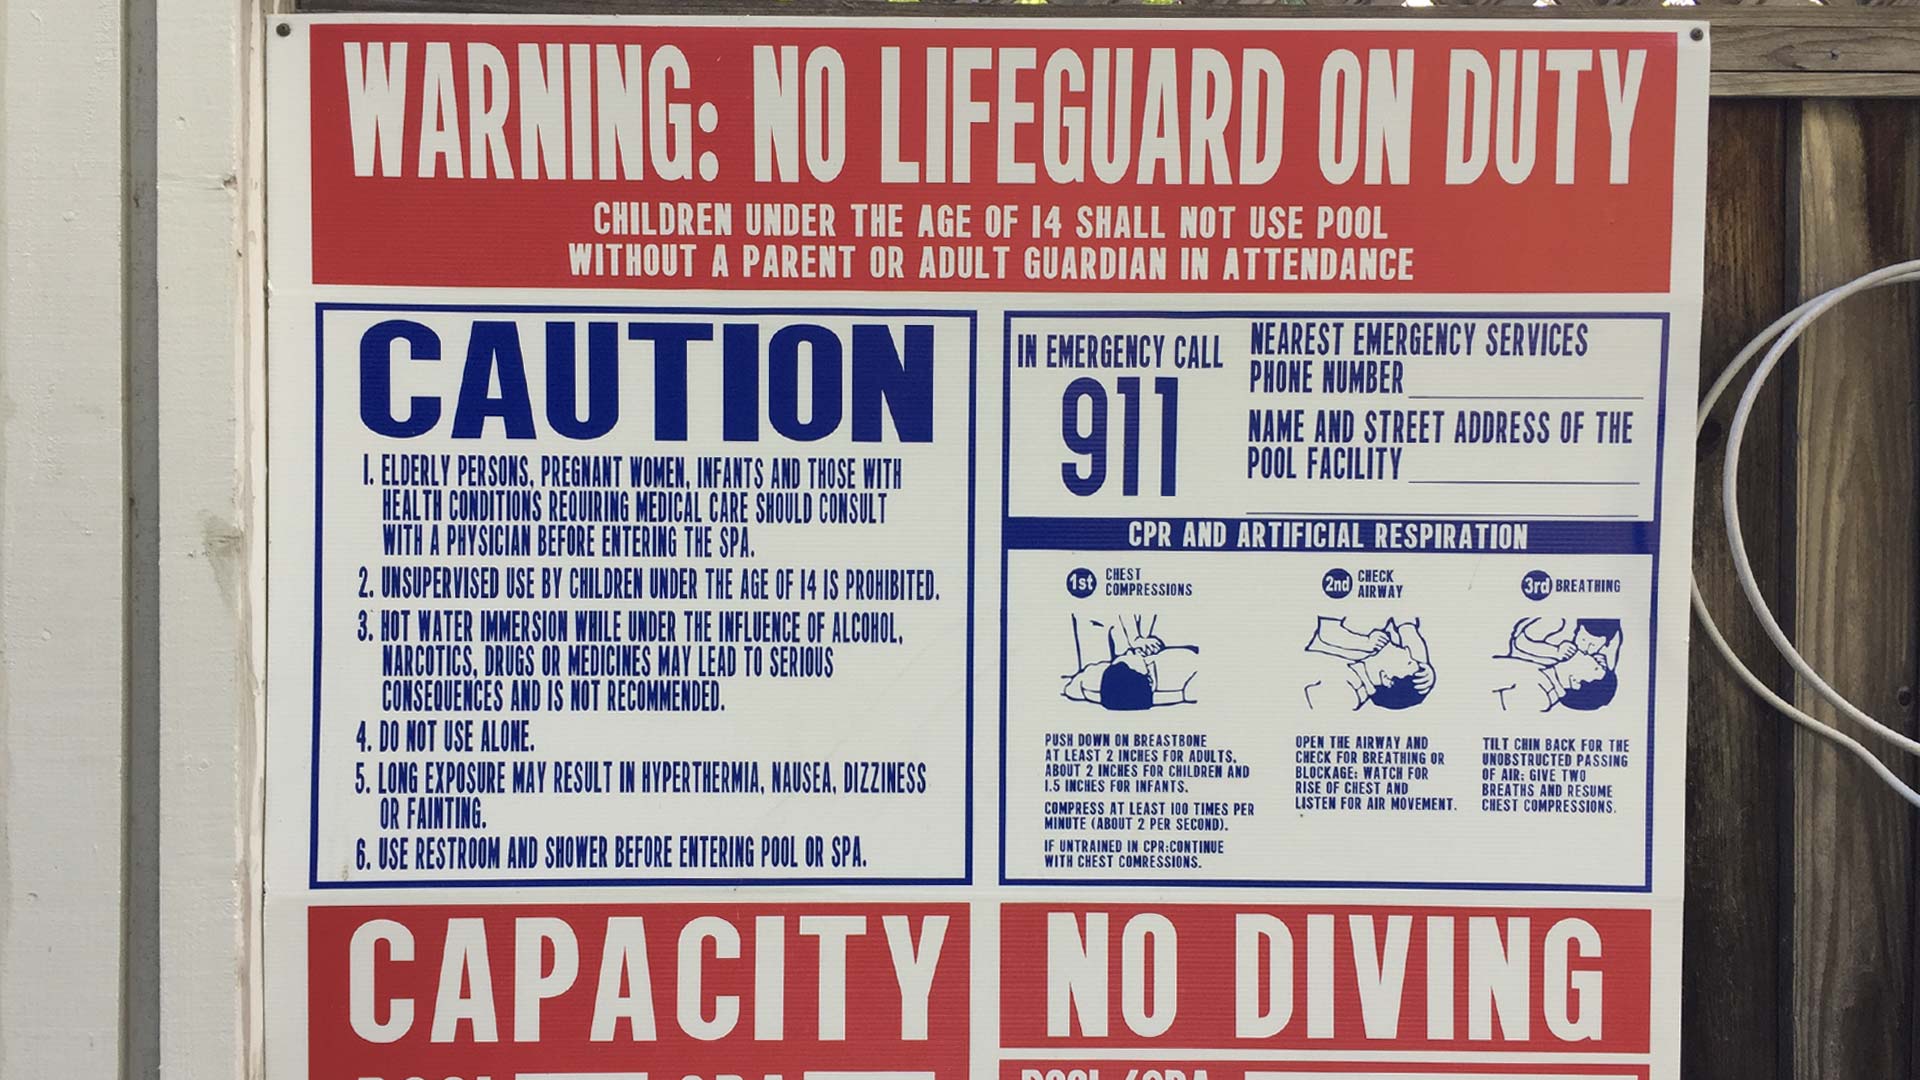 WARNING: NO LIFEGUARD ON DUTY
CHILDREN UNDER THE AGE OF 14 SHALL NOT USE POOL
WITHOUT A PARENT OR ADULT GUARDIAN IN ATTENDANCE
CAUTION
1. ELDERLY PERSONS, PREGNANT WOMEN, INFANTS AND THOSE WITH
HEALTH CONDITIONS REQUIRING MEDICAL CARE SHOULD CONSULT
WITH A PHYSICIAN BEFORE ENTERING THE SPA.
2. UNSUPERVISED USE BY CHILDREN UNDER THE AGE OF 14 IS PROHIBITED.
3. HOT WATER IMMERSION WHILE UNDER THE INFLUENCE OF ALCOHOL,
NARCOTICS, DRUGS OR MEDICINES MAY LEAD TO SERIOUS
CONSEQUENCES AND IS NOT RECOMMENDED.
4. DO NOT USE ALONE.
5. LONG EXPOSURE MAY RESULT IN HYPERTHERMIA, NAUSEA, DIZZINESS
OR FAINTING.
6. USE RESTROOM AND SHOWER BEFORE ENTERING POOL OR SPA.
IN EMERGENCY CALL
911
NEAREST EMERGENCY SERVICES
PHONE NUMBER
NAME AND STREET ADDRESS OF THE
POOL FACILITY
CPR AND ARTIFICIAL RESPIRATION
1st CHEST
COMPRESSIONS
PUSH DOWN ON BREASTBONE
AT LEAST 2 INCHES FOR ADULTS,
ABOUT 2 INCHES FOR CHILDREN AND
1.5 INCHES FOR INFANTS.
COMPRESS AT LEAST 100 TIMES PER
MINUTE (ABOUT 2 PER SECOND).
IF UNTRAINED IN CPR:CONTINUE
WITH CHEST COMRESSIONS.
2nd CHECK
AIRWAY
OPEN THE AIRWAY AND
CHECK FOR BREATHING OR
BLOCKAGE; WATCH FOR
RISE OF CHEST AND
LISTEN FOR AIR MOVEMENT.
3rd BREATHING
TILT CHIN BACK FOR THE
UNOBSTRUCTED PASSING
OF AIR; GIVE TWO
BREATHS AND RESUME
CHEST COMPRESSIONS.
CAPACITY
NO DIVING